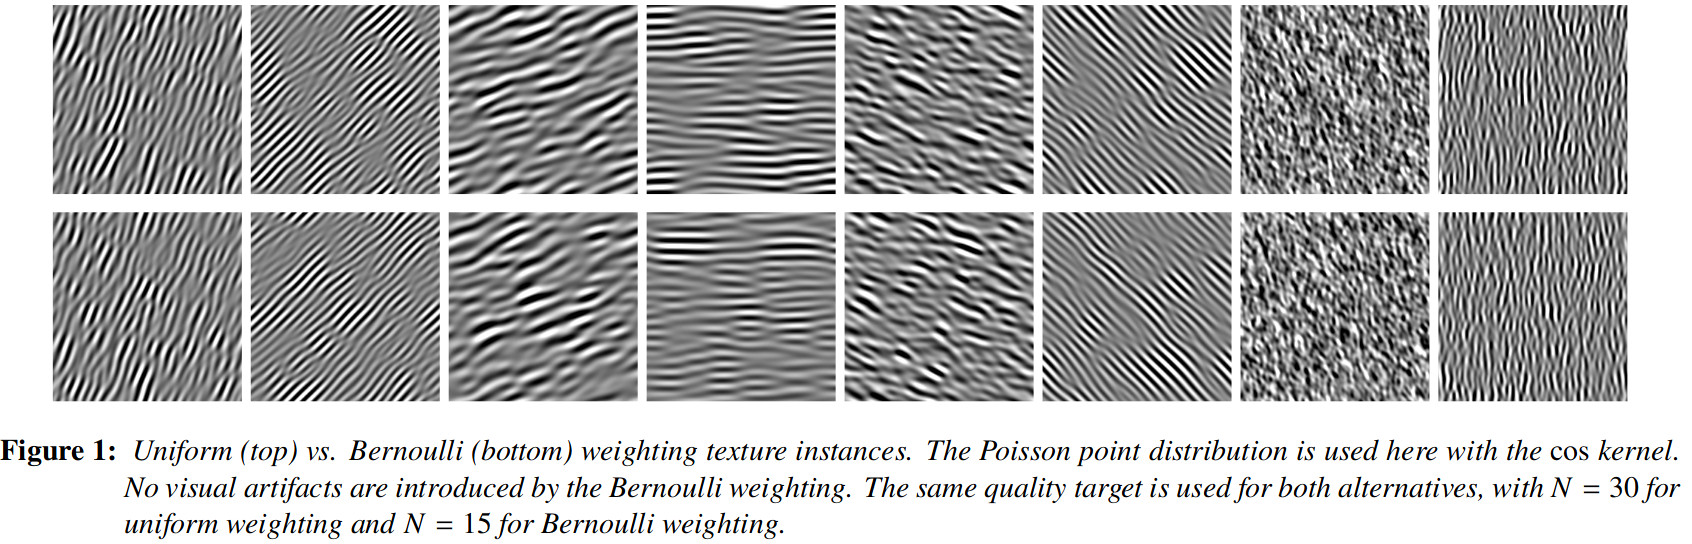 Figure 1: Uniform (top) vs. Bernoulli (bottom) weighting texture instances. The Poisson point distribution is used here with the cos kernel.
No visual artifacts are introduced by the Bernoulli weighting. The same quality target is used for both alternatives, with N = 30 for
uniform weighting and N = 15 for Bernoulli weighting.